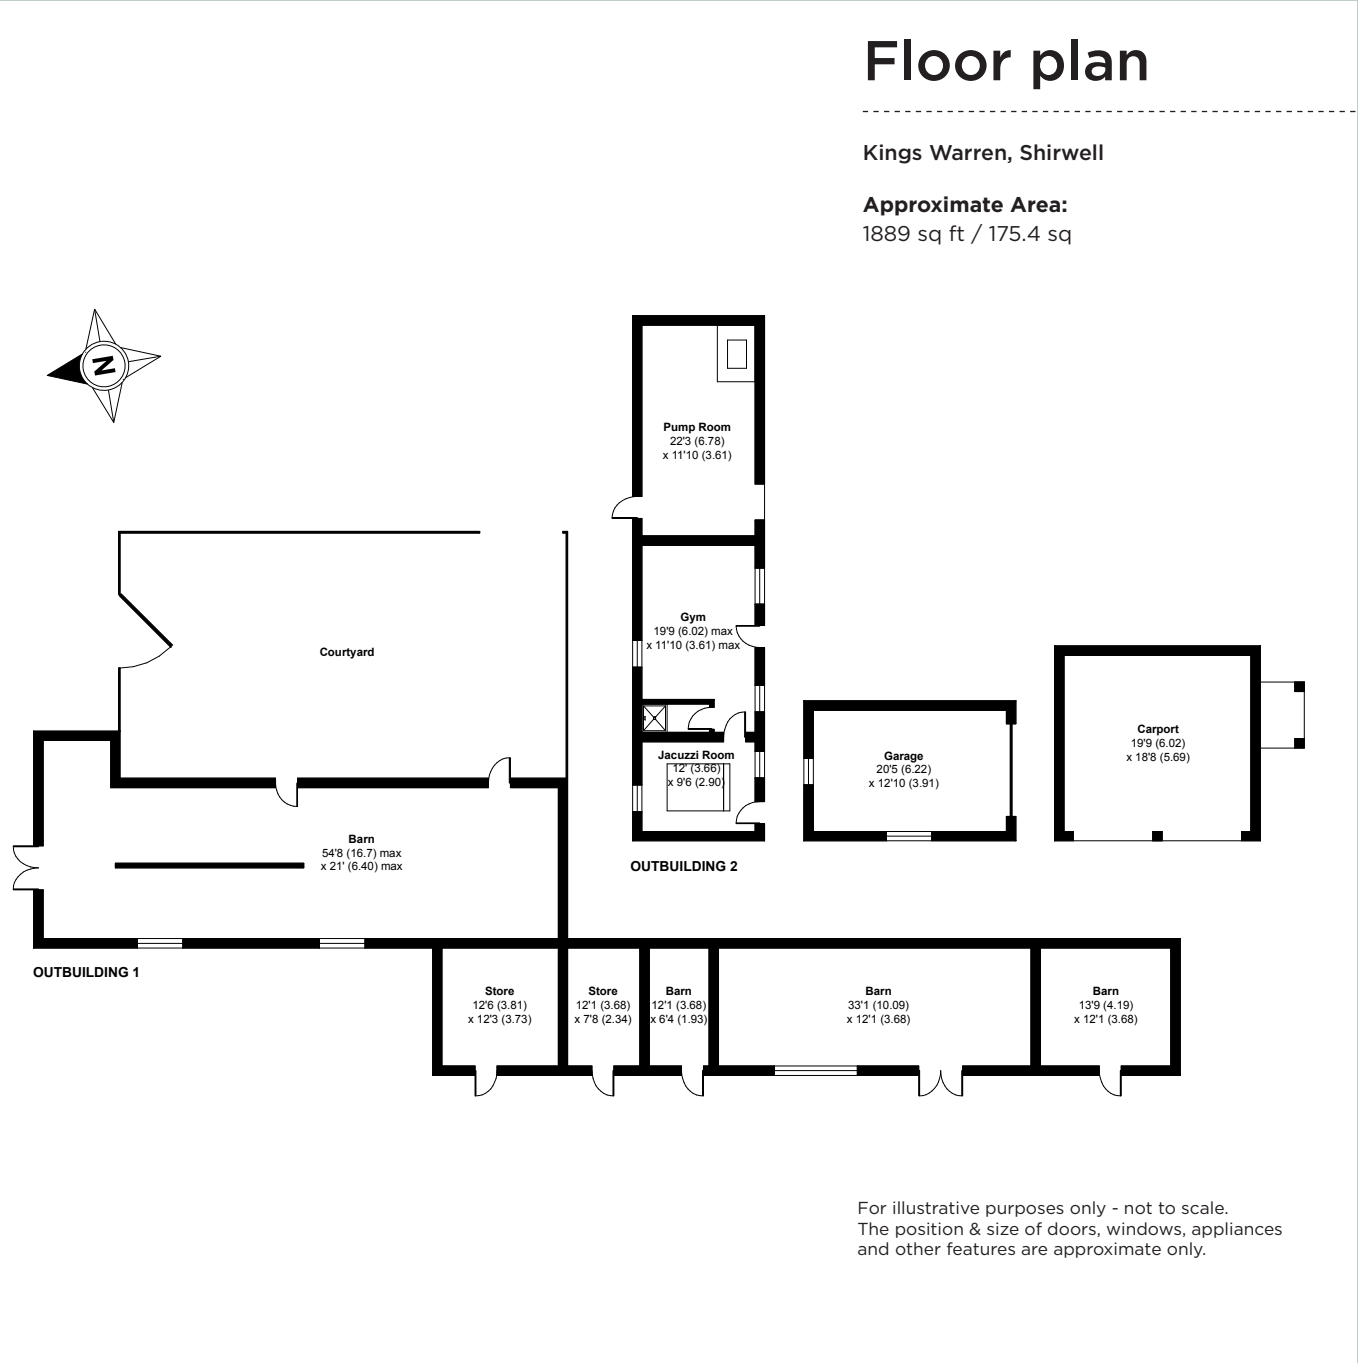 Floor plan
Kings Warren, Shirwell
Approximate Area:
1889 sq ft / 175.4 sq
N
Pump Room
22'3 (6.78)
x 11'10 (3.61)
Gym
19'9 (6.02) max
x 11'10 (3.61) max
Courtyard
Jacuzzi Room
12' (3.66)
x 9'6 (2.90)
Garage
20'5 (6.22)
x 12'10 (3.91)
Carport
19'9 (6.02)
x 18'8 (5.69)
Barn
54'8 (16.7) max
x 21' (6.40) max
OUTBUILDING 2
OUTBUILDING 1
Store
12'6 (3.81)
x 12'3 (3.73)
Store
12'1 (3.68)
x 7'8 (2.34)
Barn
12'1 (3.68)
x 6'4 (1.93)
Barn
33'1 (10.09)
x 12'1 (3.68)
Barn
13'9 (4.19)
x 12'1 (3.68)
For illustrative purposes only - not to scale.
The position & size of doors, windows, appliances
and other features are approximate only.